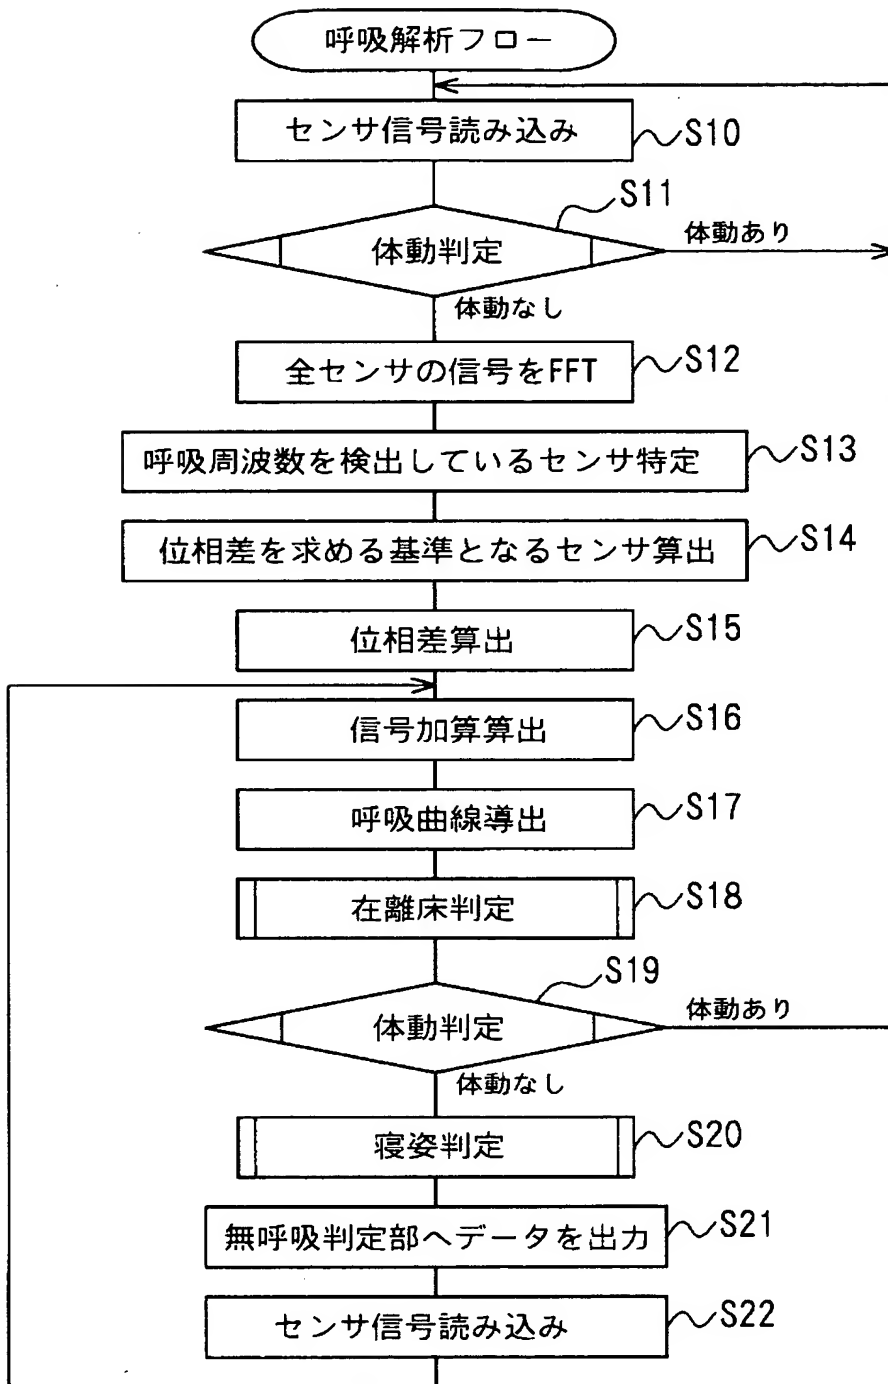 呼吸解析フロー
センサ信号読み込み
S10
S11
体動判定
体動あり
体動なし
全センサの信号をFFT
S12
呼吸周波数を検出しているセンサ特定
S13
位相差を求める基準となるセンサ算出
S14
位相差算出
S15
信号加算算出
S16
呼吸曲線導出
S17
在離床判定
S18
S19
体動判定
体動あり
体動なし
寝姿判定
S20
無呼吸判定部へデータを出力
S21
センサ信号読み込み
S22